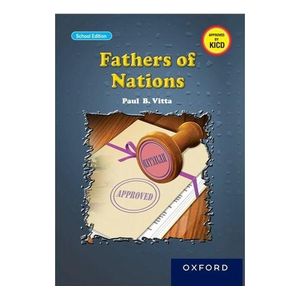 School Edition
APPROVED
BY
KICD
Fathers of
Nations
Paul B. Vitta
APPROVED
OXFORD